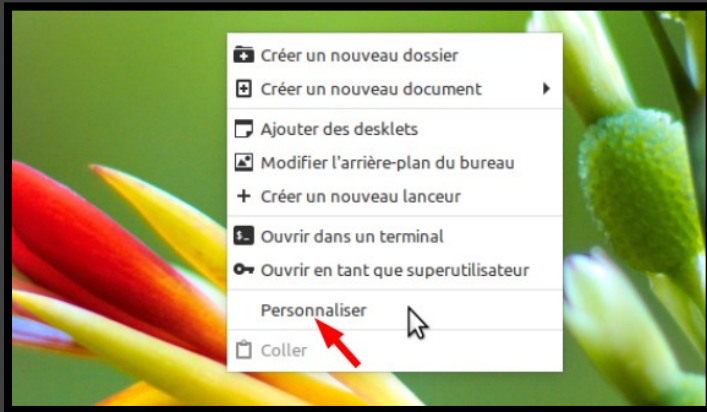 Créer un nouveau dossier
Créer un nouveau document
Ajouter des desklets
Modifier l'arrière-plan du bureau
Créer un nouveau lanceur
Ouvrir dans un terminal
Ouvrir en tant que superutilisateur
Personnaliser
Coller